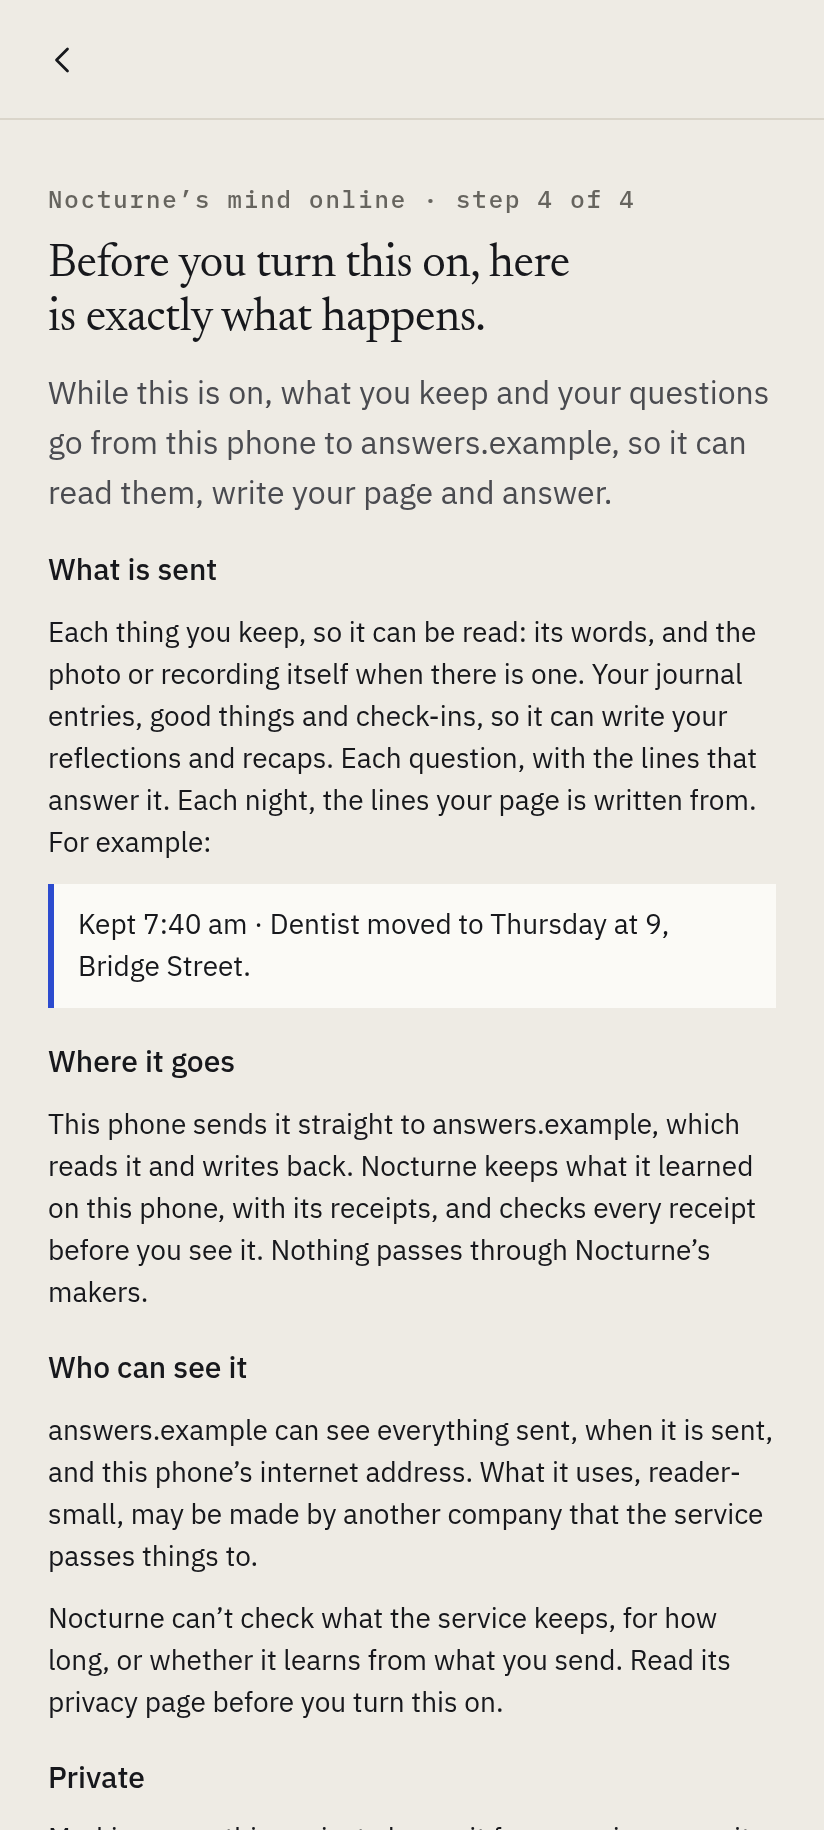 Nocturne’s mind online · step 4 of 4
Before you turn this on, here
is exactly what happens.
While this is on, what you keep and your questions
go from this phone to answers.example, so it can
read them, write your page and answer.
What is sent
Each thing you keep, so it can be read: its words, and the
photo or recording itself when there is one. Your journal
entries, good things and check-ins, so it can write your
reflections and recaps. Each question, with the lines that
answer it. Each night, the lines your page is written from.
For example:
Kept 7:40 am · Dentist moved to Thursday at 9,
Bridge Street.
Where it goes
This phone sends it straight to answers.example, which
reads it and writes back. Nocturne keeps what it learned
on this phone, with its receipts, and checks every receipt
before you see it. Nothing passes through Nocturne’s
makers.
Who can see it
answers.example can see everything sent, when it is sent,
and this phone’s internet address. What it uses, reader-
small, may be made by another company that the service
passes things to.
Nocturne can’t check what the service keeps, for how
long, or whether it learns from what you send. Read its
privacy page before you turn this on.
Private